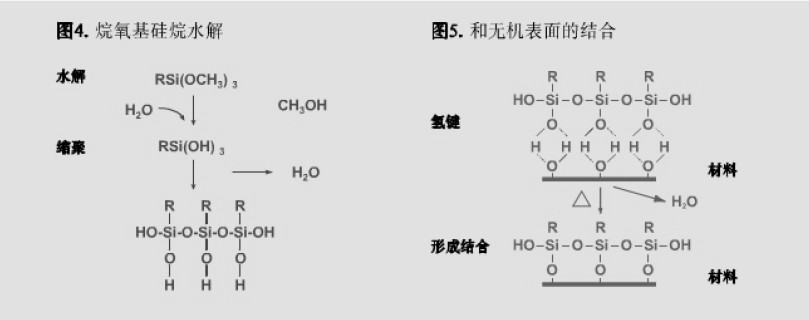 图4. 烷氧基硅烷水解
水解
RSi(OCH₃)₃
H₂O
CH₃OH
缩聚
RSi(OH)₃
H₂O
R R R
HO-Si-O-Si-O-Si-OH
O O O
H H H
图5. 和无机表面的结合
R R R
HO-Si-O-Si-O-Si-OH
氢键
O O O
H H H H H H
O O O
材料
△
H₂O
形成结合
R R R
HO-Si-O-Si-O-Si-OH
O O O
材料